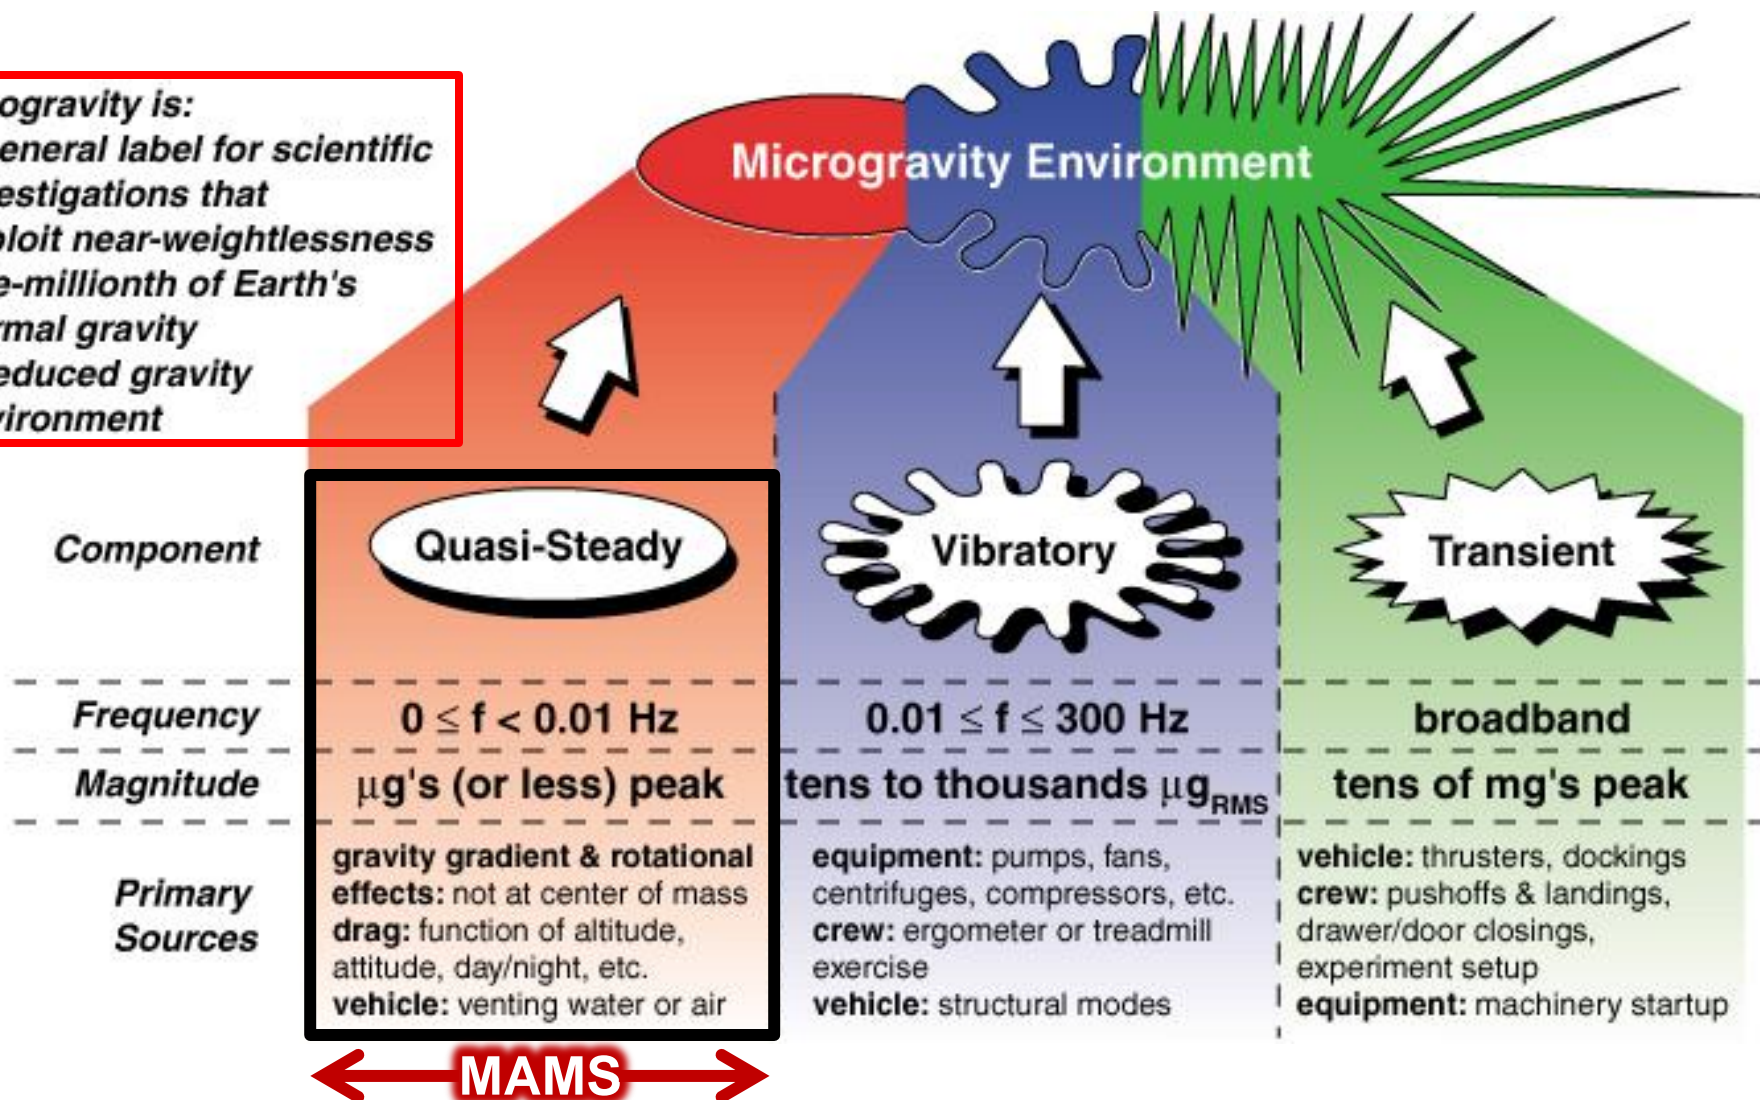 ogravity is:
eneral label for scientific
estigations that
loit near-weightlessness
e-millionth of Earth's
rmal gravity
educed gravity
vironment
Microgravity Environment
Component
Quasi-Steady
Vibratory
Transient
Frequency
0 ≤ f < 0.01 Hz
0.01 ≤ f ≤ 300 Hz
broadband
Magnitude
μg's (or less) peak
tens to thousands μgRMS
tens of mg's peak
Primary
Sources
gravity gradient & rotational
effects: not at center of mass
drag: function of altitude,
attitude, day/night, etc.
vehicle: venting water or air
equipment: pumps, fans,
centrifuges, compressors, etc.
crew: ergometer or treadmill
exercise
vehicle: structural modes
vehicle: thrusters, dockings
crew: pushoffs & landings,
drawer/door closings,
experiment setup
equipment: machinery startup
MAMS